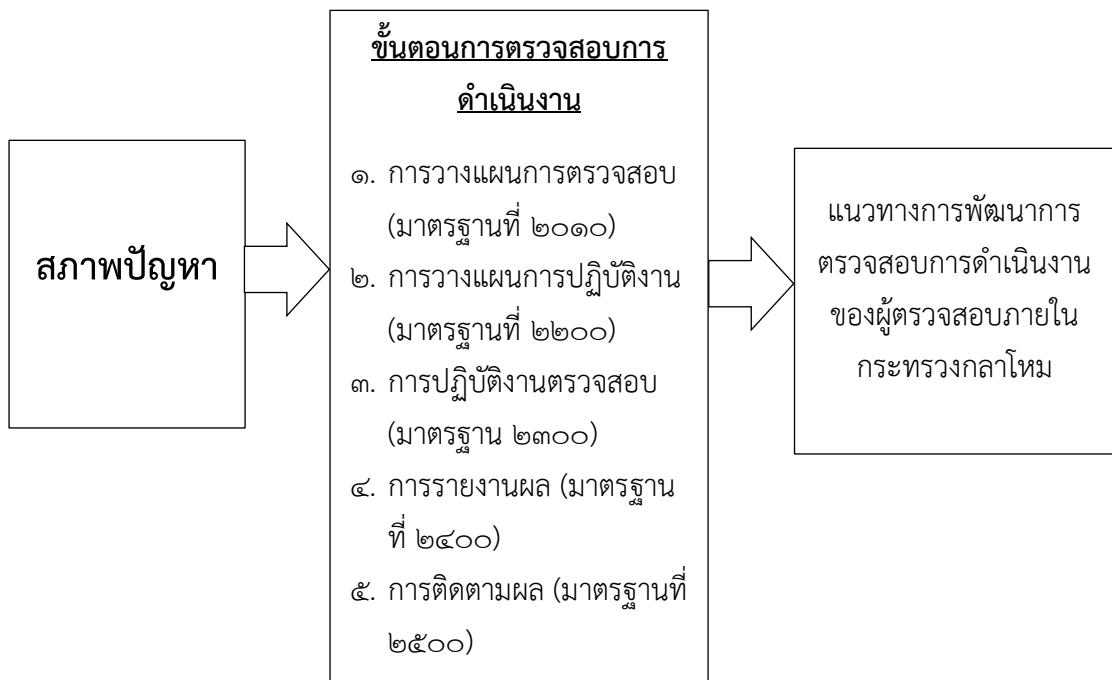 สภาพปัญหา
ขั้นตอนการตรวจสอบการ
ดำเนินงาน
๑. การวางแผนการตรวจสอบ
(มาตรฐานที่ ๒๐๑๐)
๒. การวางแผนการปฏิบัติงาน
(มาตรฐานที่ ๒๒๐๐)
๓. การปฏิบัติงานตรวจสอบ
(มาตรฐาน ๒๓๐๐)
๔. การรายงานผล (มาตรฐาน
ที่ ๒๔๐๐)
๕. การติดตามผล (มาตรฐานที่
๒๕๐๐)
แนวทางการพัฒนาการ
ตรวจสอบการดำเนินงาน
ของผู้ตรวจสอบภายใน
กระทรวงกลาโหม